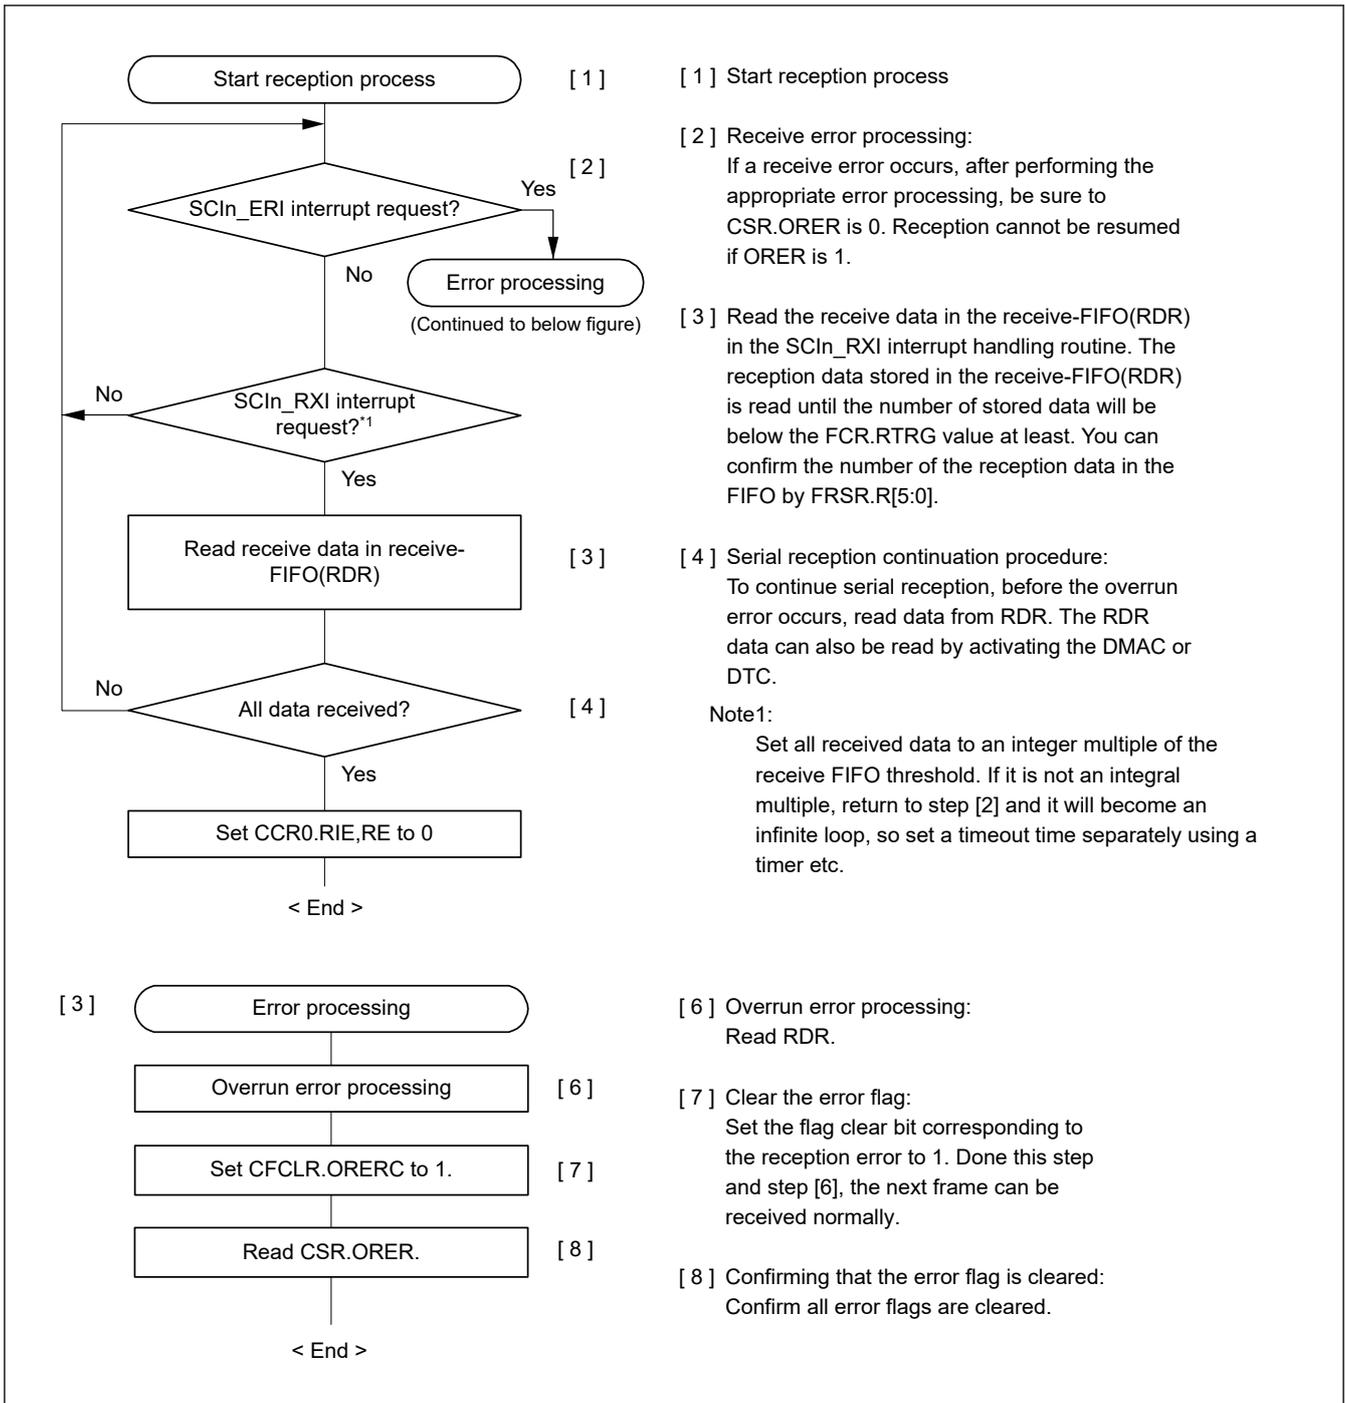 Start reception process
[ 1 ]
[ 2 ]
SCIn_ERI interrupt request?
Yes
No
Error processing
(Continued to below figure)
No
SCIn_RXI interrupt
request?*1
Yes
Read receive data in receive-
FIFO(RDR)
[ 3 ]
No
All data received?
[ 4 ]
Yes
Set CCR0.RIE,RE to 0
< End >
[ 1 ] Start reception process
[ 2 ] Receive error processing:
If a receive error occurs, after performing the
appropriate error processing, be sure to
CSR.ORER is 0. Reception cannot be resumed
if ORER is 1.
[ 3 ] Read the receive data in the receive-FIFO(RDR)
in the SCIn_RXI interrupt handling routine. The
reception data stored in the receive-FIFO(RDR)
is read until the number of stored data will be
below the FCR.RTRG value at least. You can
confirm the number of the reception data in the
FIFO by FRSR.R[5:0].
[ 4 ] Serial reception continuation procedure:
To continue serial reception, before the overrun
error occurs, read data from RDR. The RDR
data can also be read by activating the DMAC or
DTC.
Note1:
Set all received data to an integer multiple of the
receive FIFO threshold. If it is not an integral
multiple, return to step [2] and it will become an
infinite loop, so set a timeout time separately using a
timer etc.
[ 3 ]
Error processing
Overrun error processing
[ 6 ]
Set CFCLR.ORERC to 1.
[ 7 ]
Read CSR.ORER.
[ 8 ]
< End >
[ 6 ] Overrun error processing:
Read RDR.
[ 7 ] Clear the error flag:
Set the flag clear bit corresponding to
the reception error to 1. Done this step
and step [6], the next frame can be
received normally.
[ 8 ] Confirming that the error flag is cleared:
Confirm all error flags are cleared.